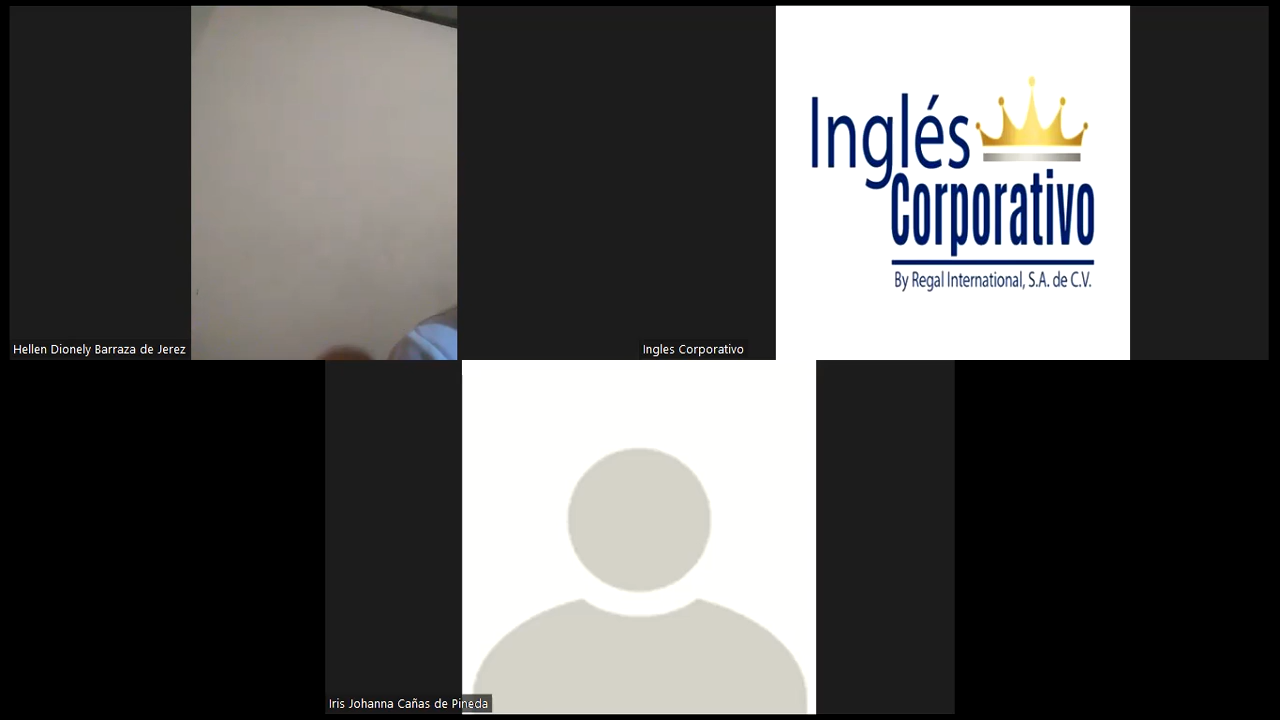 Inglés
Corporativo
By Regal International, S.A. de C.V.
Hellen Dionely Barraza de Jerez
Ingles Corporativo
Iris Johanna Cañas de Pineda